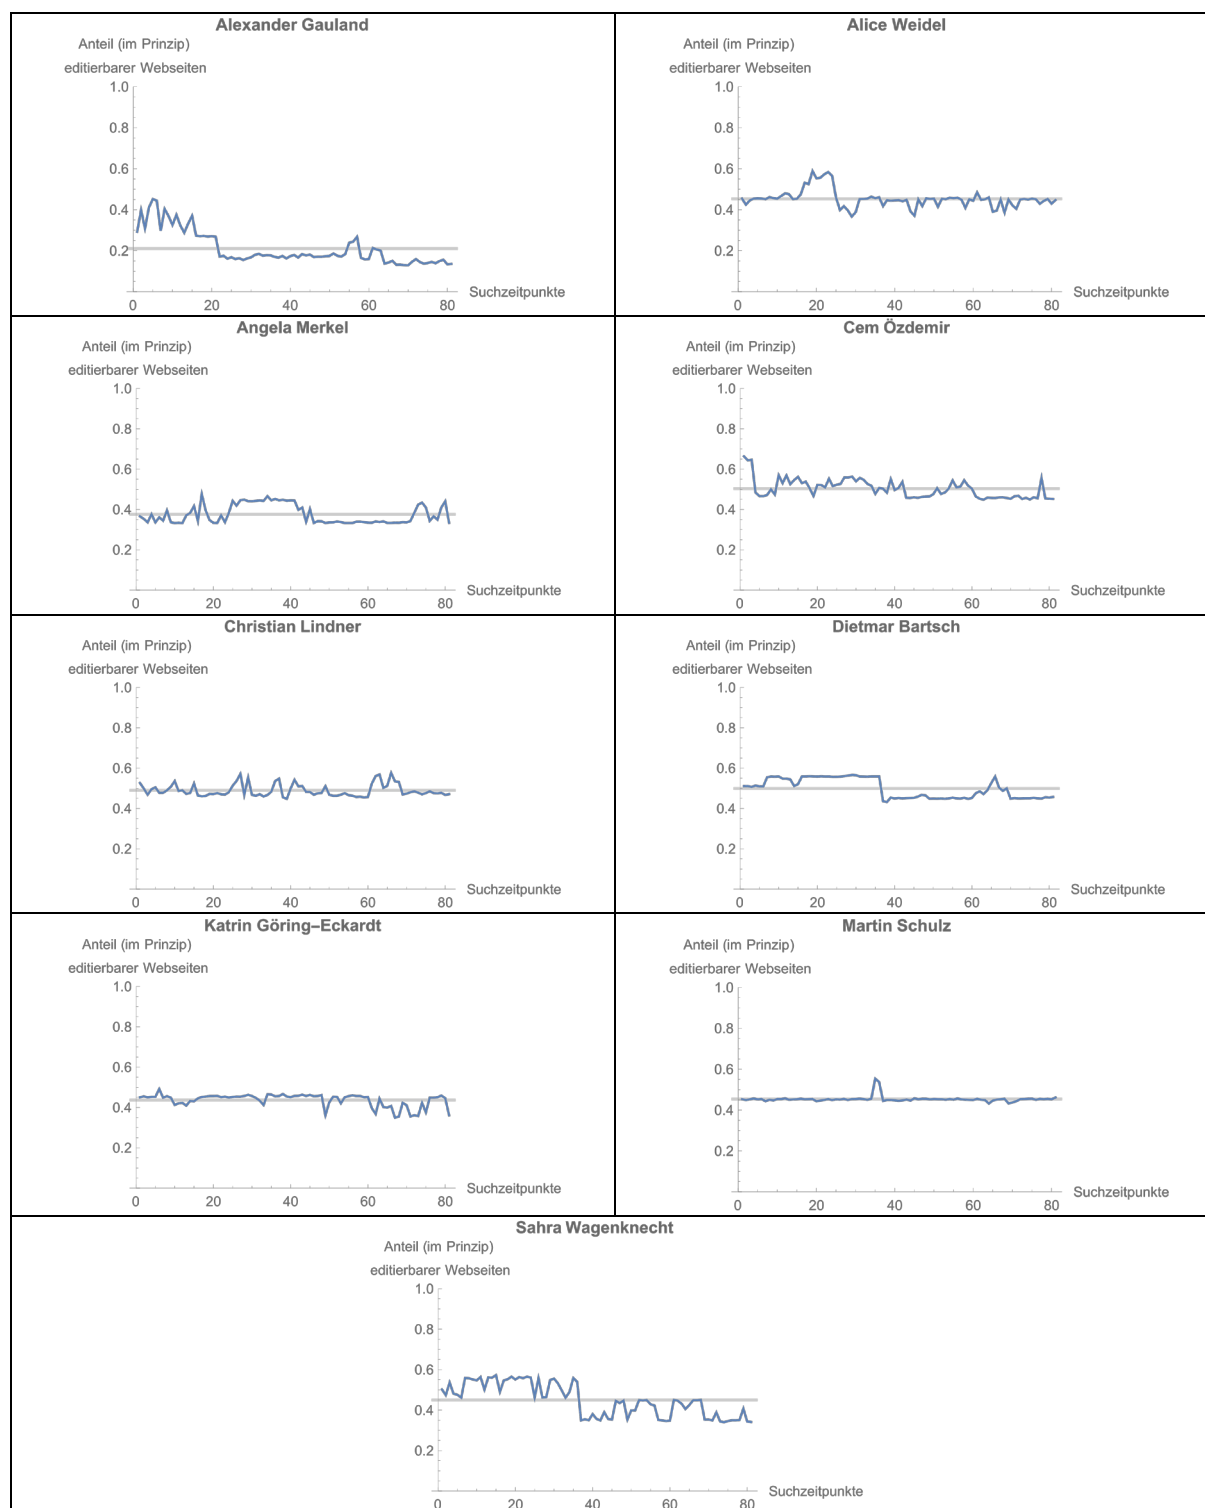 Alexander Gauland
Anteil (im Prinzip)
editierbarer Webseiten
1.0
0.8
0.6
0.4
0.2
0 20 40 60 80
Suchzeitpunkte
Alice Weidel
Anteil (im Prinzip)
editierbarer Webseiten
1.0
0.8
0.6
0.4
0.2
0 20 40 60 80
Suchzeitpunkte
Angela Merkel
Anteil (im Prinzip)
editierbarer Webseiten
1.0
0.8
0.6
0.4
0.2
0 20 40 60 80
Suchzeitpunkte
Cem Özdemir
Anteil (im Prinzip)
editierbarer Webseiten
1.0
0.8
0.6
0.4
0.2
0 20 40 60 80
Suchzeitpunkte
Christian Lindner
Anteil (im Prinzip)
editierbarer Webseiten
1.0
0.8
0.6
0.4
0.2
0 20 40 60 80
Suchzeitpunkte
Dietmar Bartsch
Anteil (im Prinzip)
editierbarer Webseiten
1.0
0.8
0.6
0.4
0.2
0 20 40 60 80
Suchzeitpunkte
Katrin Göring–Eckardt
Anteil (im Prinzip)
editierbarer Webseiten
1.0
0.8
0.6
0.4
0.2
0 20 40 60 80
Suchzeitpunkte
Martin Schulz
Anteil (im Prinzip)
editierbarer Webseiten
1.0
0.8
0.6
0.4
0.2
0 20 40 60 80
Suchzeitpunkte
Sahra Wagenknecht
Anteil (im Prinzip)
editierbarer Webseiten
1.0
0.8
0.6
0.4
0.2
0 20 40 60 80
Suchzeitpunkte